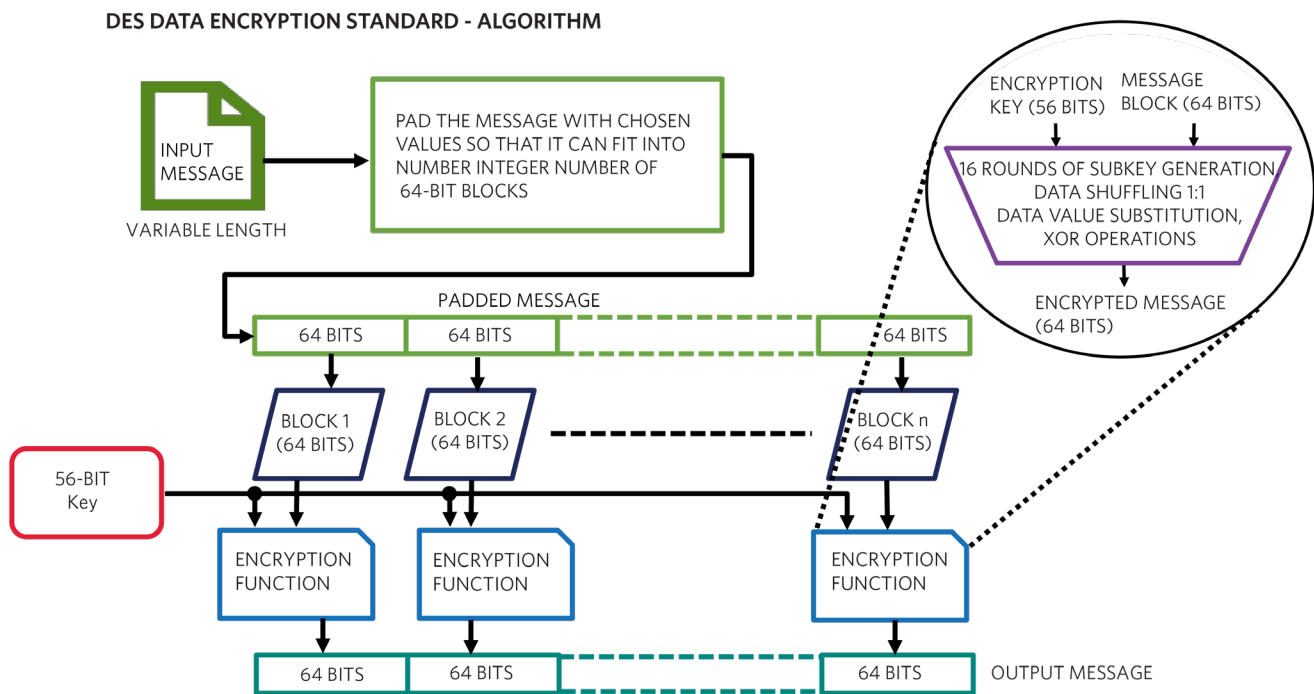 DES DATA ENCRYPTION STANDARD - ALGORITHM
INPUT
MESSAGE
VARIABLE LENGTH
PAD THE MESSAGE WITH CHOSEN
VALUES SO THAT IT CAN FIT INTO
NUMBER INTEGER NUMBER OF
64-BIT BLOCKS
ENCRYPTION
KEY (56 BITS)
MESSAGE
BLOCK (64 BITS)
16 ROUNDS OF SUBKEY GENERATION,
DATA SHUFFLING 1:1
DATA VALUE SUBSTITUTION,
XOR OPERATIONS
ENCRYPTED MESSAGE
(64 BITS)
PADDED MESSAGE
64 BITS
64 BITS
64 BITS
BLOCK 1
(64 BITS)
BLOCK 2
(64 BITS)
BLOCK n
(64 BITS)
56-BIT
Key
ENCRYPTION
FUNCTION
ENCRYPTION
FUNCTION
ENCRYPTION
FUNCTION
64 BITS
64 BITS
64 BITS
OUTPUT MESSAGE